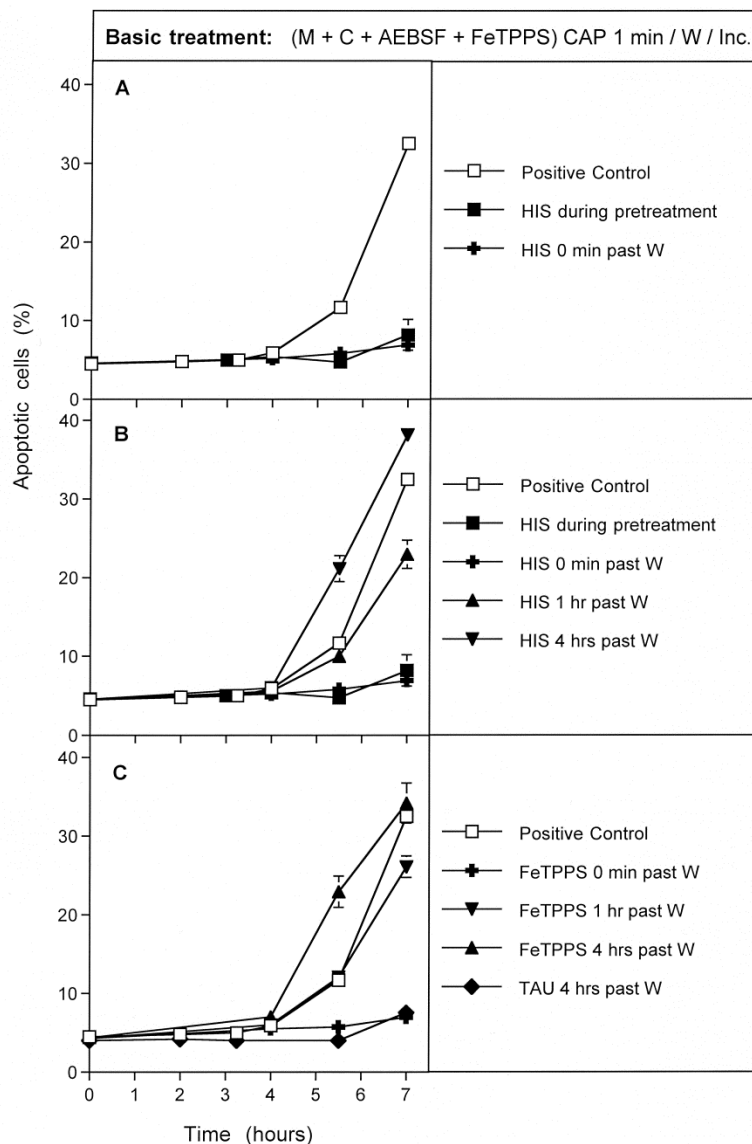 Basic treatment: (M + C + AEBSF + FeTPPS) CAP 1 min / W / Inc.
A
40
30
20
10
0
Positive Control
HIS during pretreatment
HIS 0 min past W
Apoptotic cells (%)
B
40
30
20
10
0
Positive Control
HIS during pretreatment
HIS 0 min past W
HIS 1 hr past W
HIS 4 hrs past W
C
40
30
20
10
0
Positive Control
FeTPPS 0 min past W
FeTPPS 1 hr past W
FeTPPS 4 hrs past W
TAU 4 hrs past W
0 1 2 3 4 5 6 7
Time (hours)